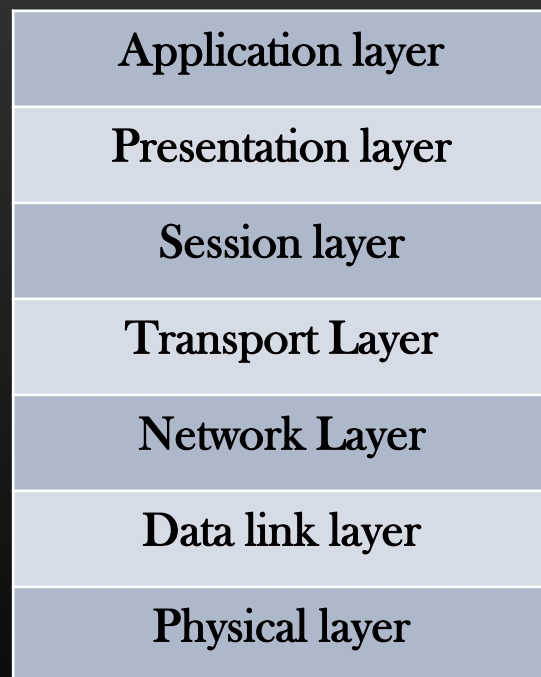 Application layer
Presentation layer
Session layer
Transport Layer
Network Layer
Data link layer
Physical layer